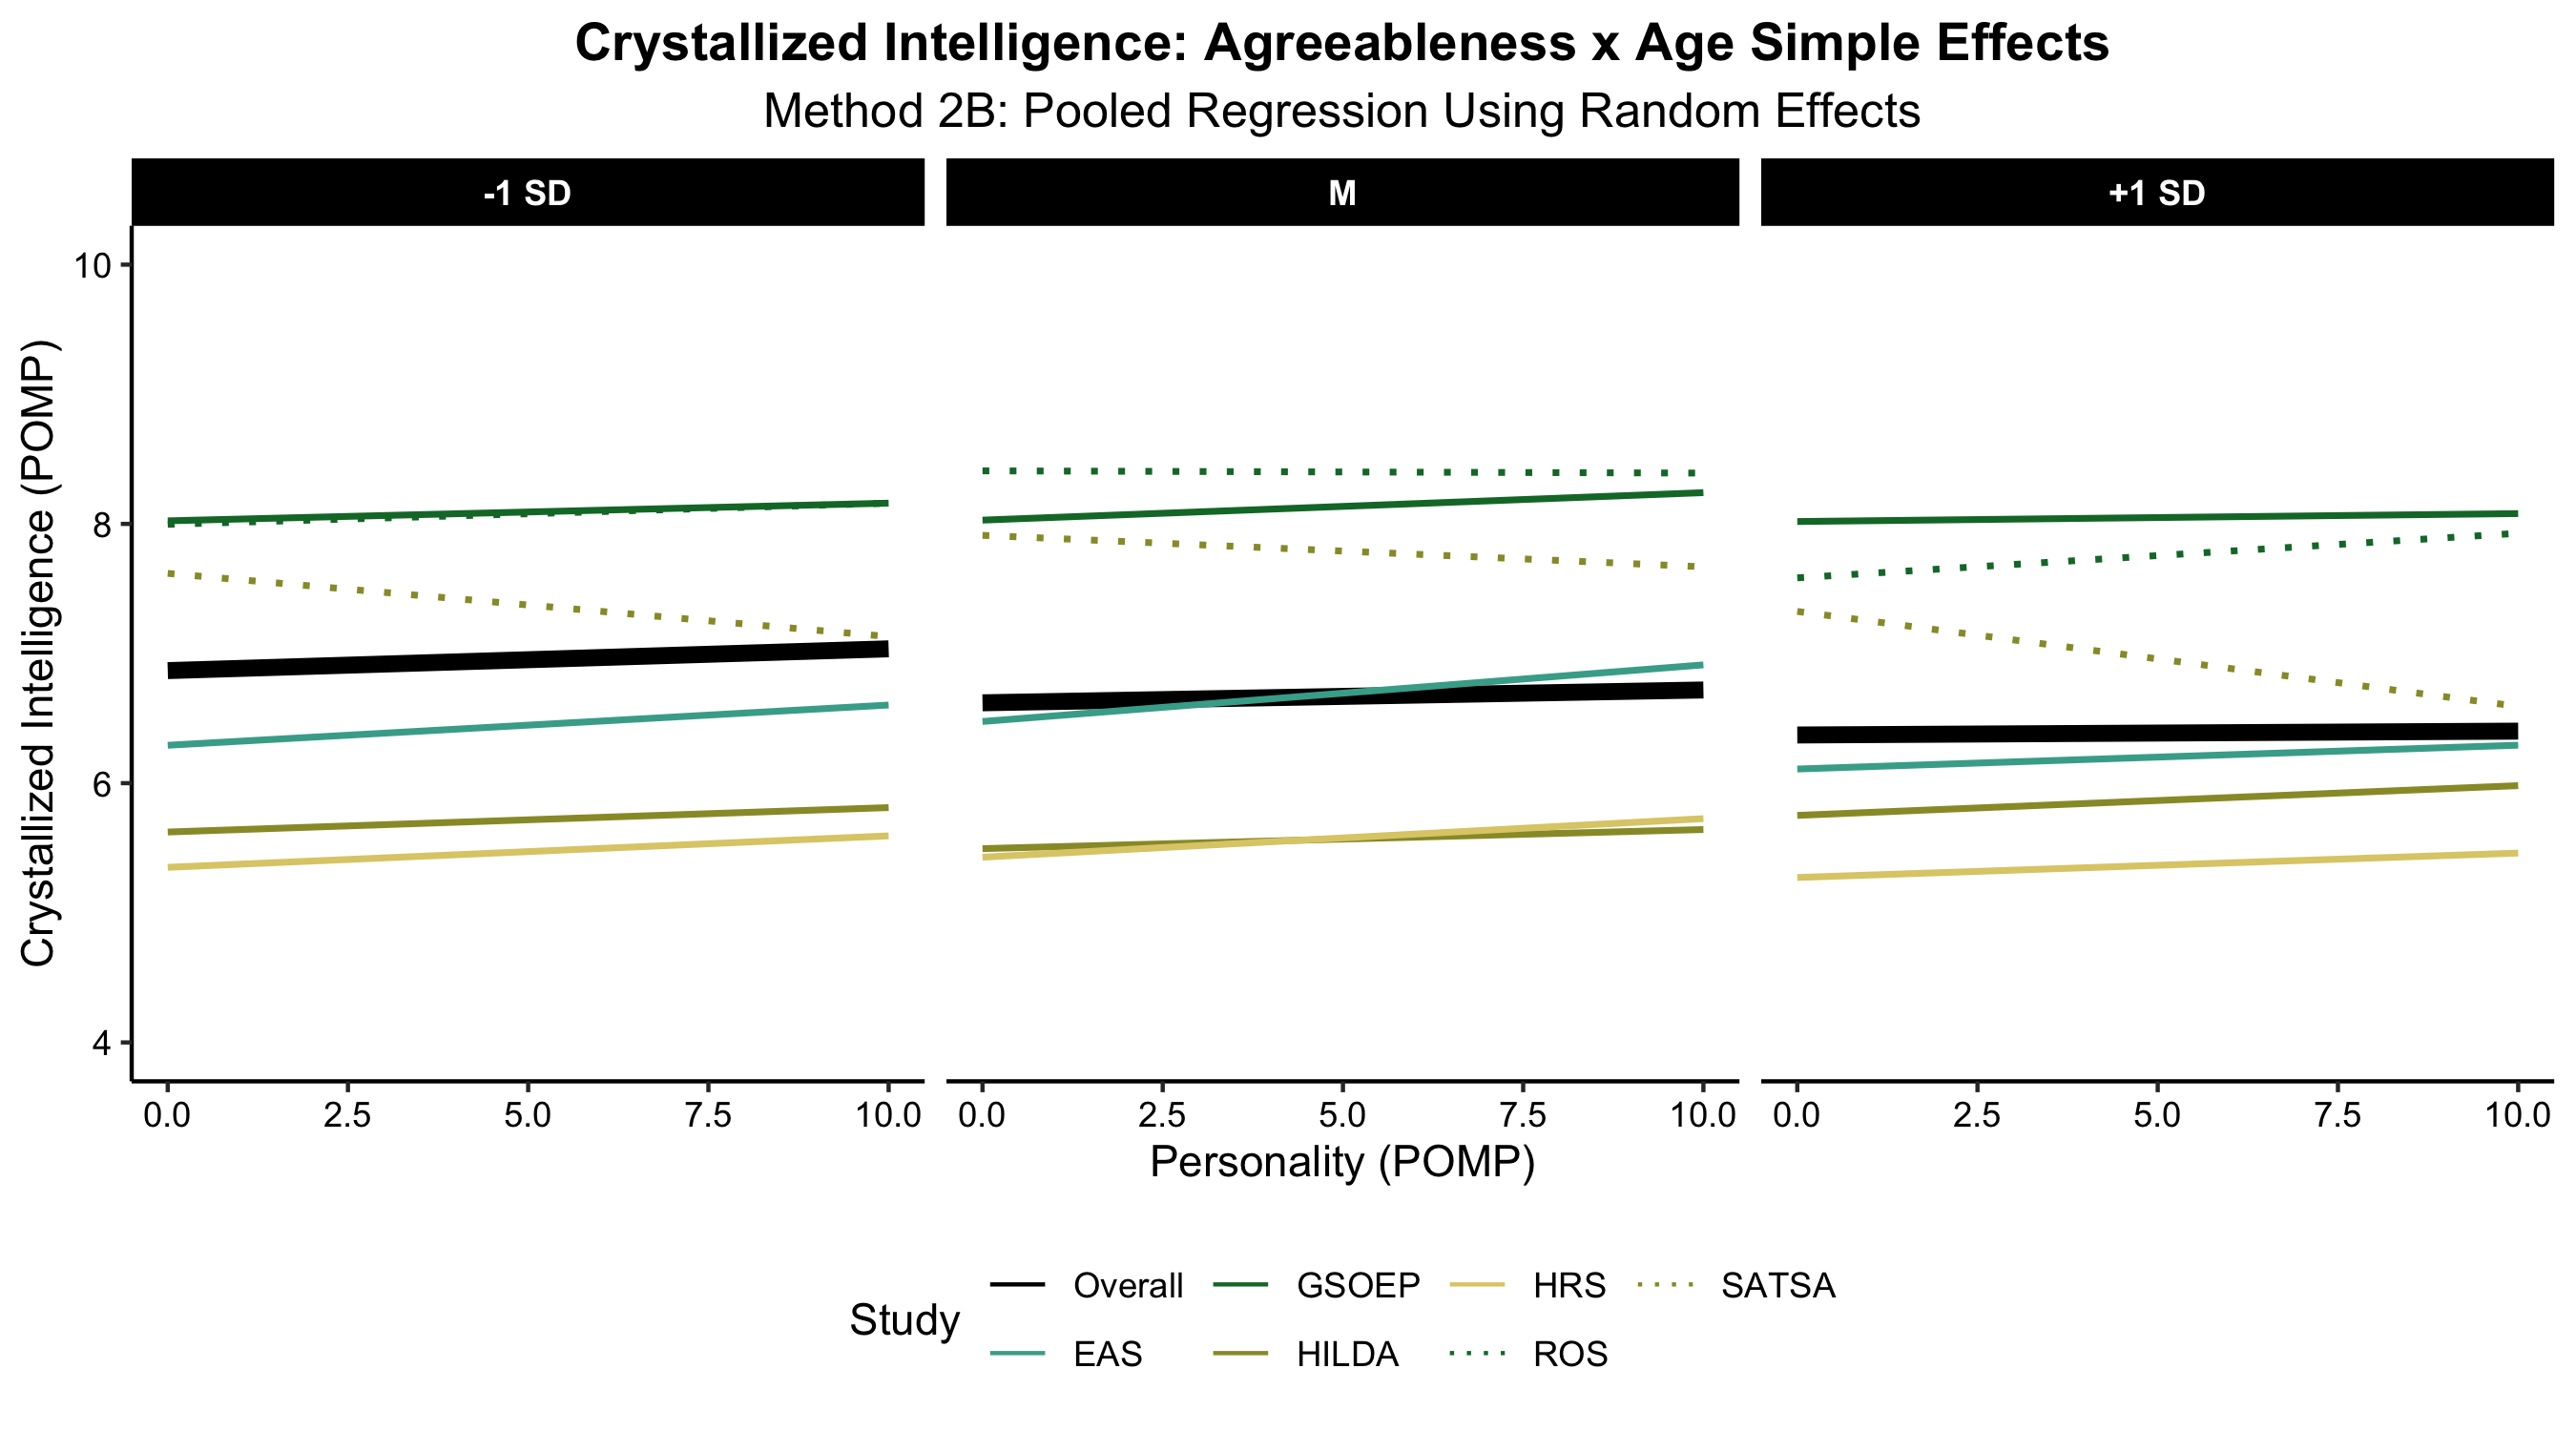 Crystallized Intelligence: Agreeableness x Age Simple Effects
Method 2B: Pooled Regression Using Random Effects
-1 SD M +1 SD
Crystallized Intelligence (POMP)
10
8
6
4
0.0 2.5 5.0 7.5 10.0 0.0 2.5 5.0 7.5 10.0 0.0 2.5 5.0 7.5 10.0
Personality (POMP)
Study
Overall GSOEP HRS SATSA
EAS HILDA ROS